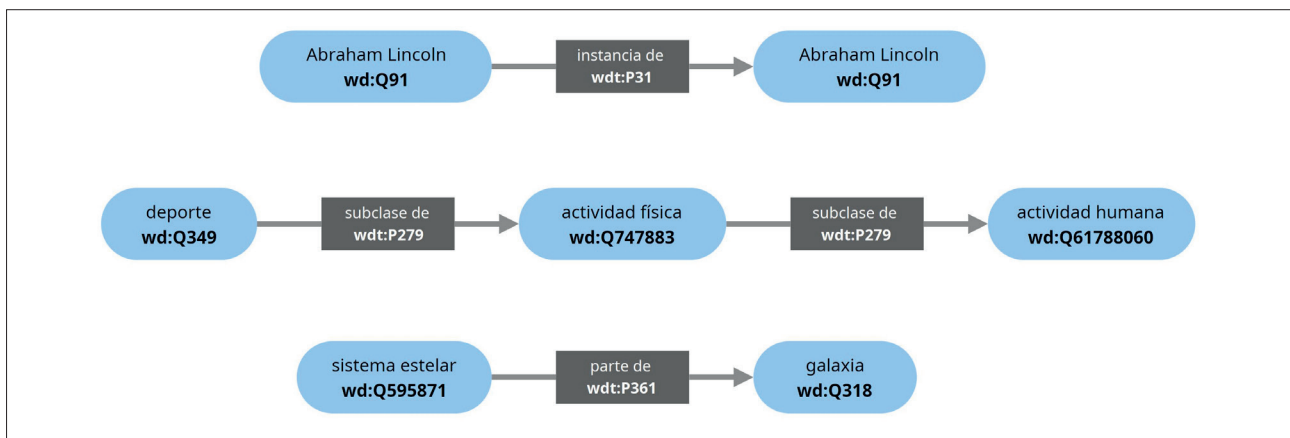 Abraham Lincoln
wd:Q91
instancia de
wdt:P31
Abraham Lincoln
wd:Q91
deporte
wd:Q349
subclase de
wdt:P279
actividad física
wd:Q747883
subclase de
wdt:P279
actividad humana
wd:Q61788060
sistema estelar
wd:Q595871
parte de
wdt:P361
galaxia
wd:Q318